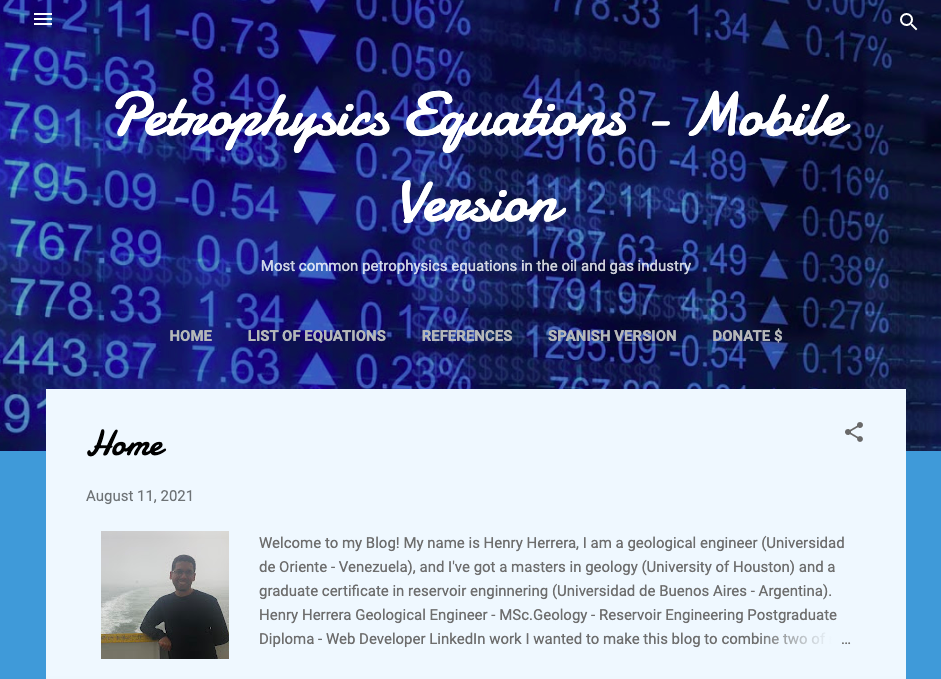 Petrophysics Equations - Mobile
Version
Most common petrophysics equations in the oil and gas industry
HOME LIST OF EQUATIONS REFERENCES SPANISH VERSION DONATE $
Home
August 11, 2021
Welcome to my Blog! My name is Henry Herrera, I am a geological engineer (Universidad
de Oriente - Venezuela), and I've got a masters in geology (University of Houston) and a
graduate certificate in reservoir enginnering (Universidad de Buenos Aires - Argentina).
Henry Herrera Geological Engineer - MSc.Geology - Reservoir Engineering Postgraduate
Diploma - Web Developer LinkedIn work I wanted to make this blog to combine two of ...